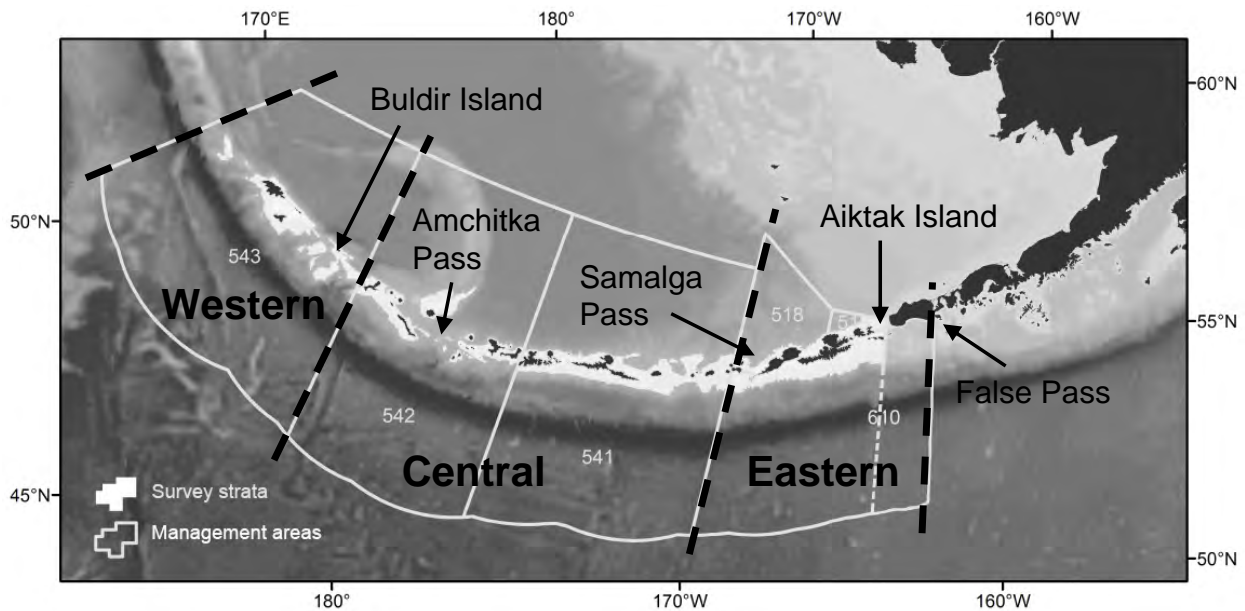 170°E 180° 170°W 160°W
60°N
Buldir Island
50°N
Amchitka
Pass
Aiktak Island
543
Samalga
Pass
518
Western
55°N
False Pass
542
610
541
Central
Eastern
45°N
Survey strata
Management areas
50°N
180° 170°W 160°W